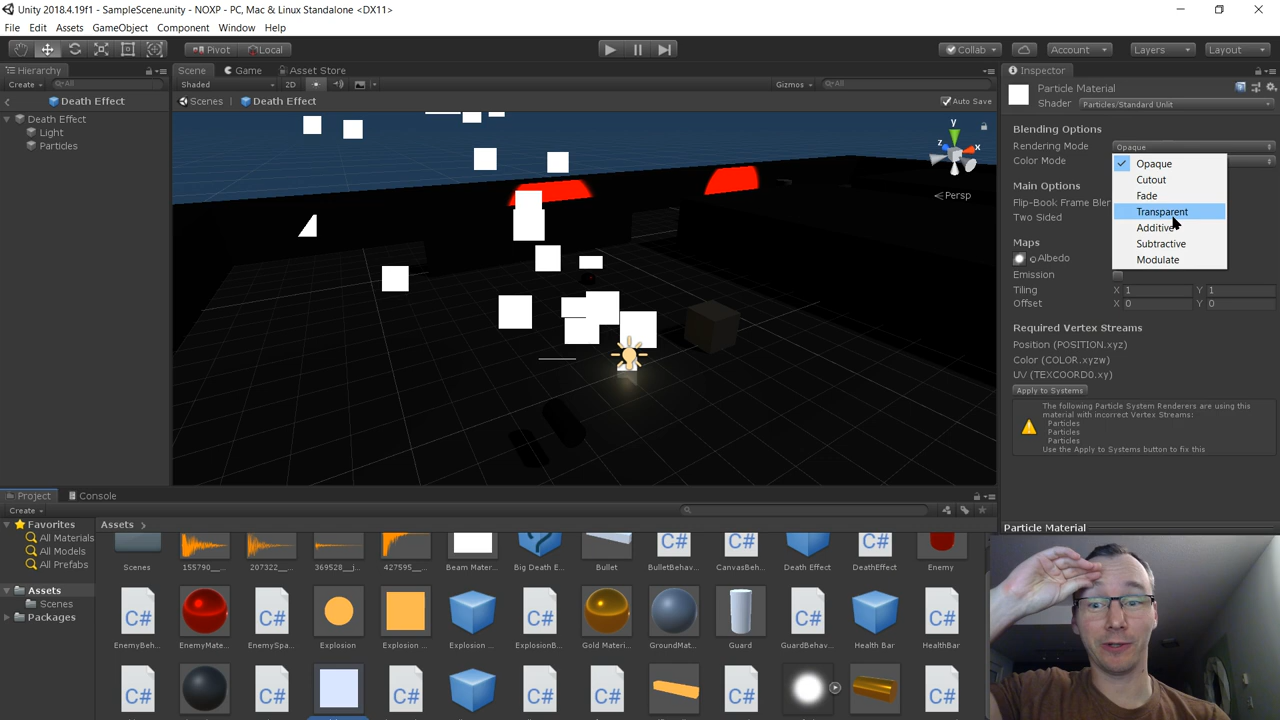 Unity 2018.4.19f1 - SampleScene.unity - NOXP - PC, Mac & Linux Standalone <DX11>
File Edit Assets GameObject Component Window Help
Pivot Local Collab Account Layers Layout
Hierarchy Scene Game Asset Store Inspector
Create All Shaded 2D Gizmos All
Death Effect Scenes Death Effect Auto Save
Particle Material
Shader Particles/Standard Unlit
Death Effect
Light
Particles
y
x
z
Persp
Blending Options
Rendering Mode Opaque
Color Mode
Opaque
Cutout
Fade
Transparent
Additive
Subtractive
Modulate
Main Options
Flip-Book Frame Ble
Two Sided
Maps
Albedo
Emission
Tiling X 1 Y 1
Offset X 0 Y 0
Required Vertex Streams
Position (POSITION.xyz)
Color (COLOR.xyzw)
UV (TEXCOORD0.xy)
Apply to Systems
The following Particle System Renderers are using this
material with incorrect Vertex Streams:
Particles
Particles
Particles
Use the Apply to Systems button to fix this
Particle Material
Project Console
Create
Favorites
All Materials
All Models
All Prefabs
Assets
Scenes
Packages
Assets
Scenes 155790__... 207322__... 369528__j... 427595__... Beam Mater... Big Death E... Bullet BulletBehav... CanvasBeh... Death Effect DeathEffect Enemy
EnemyBeh... EnemyMate... EnemySpa... Explosion Explosion ... Explosion ... ExplosionB... Gold Materi... GroundMat... Guard GuardBehav... Health Bar HealthBar
C# C# C# C# C# C# C# C# C# C# C# C#